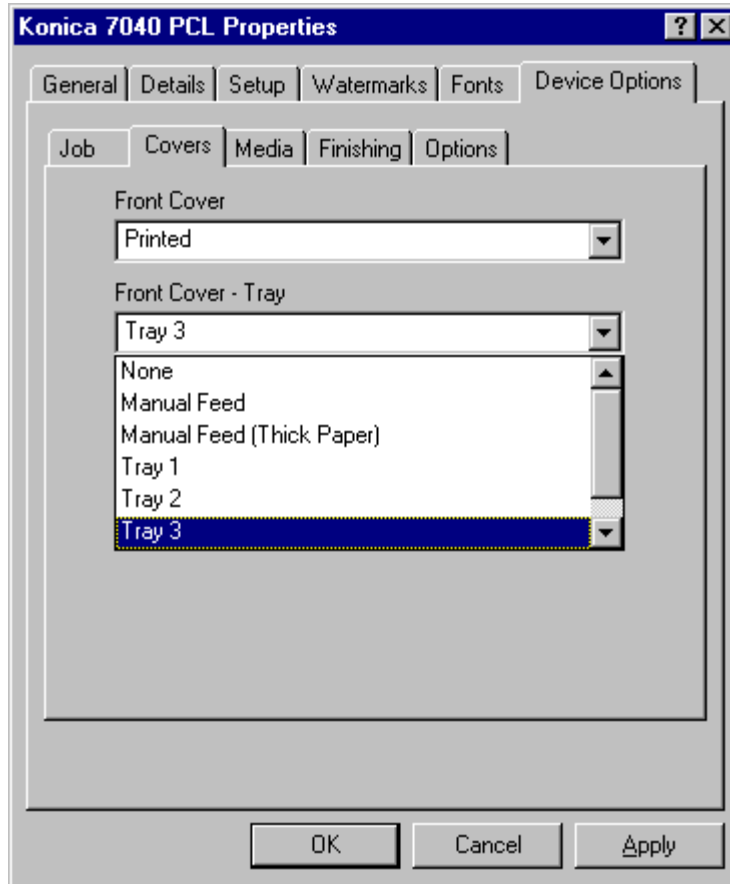 Konica 7040 PCL Properties
General Details Setup Watermarks Fonts Device Options
Job Covers Media Finishing Options
Front Cover
Printed
Front Cover - Tray
Tray 3
None
Manual Feed
Manual Feed (Thick Paper)
Tray 1
Tray 2
Tray 3
OK Cancel Apply